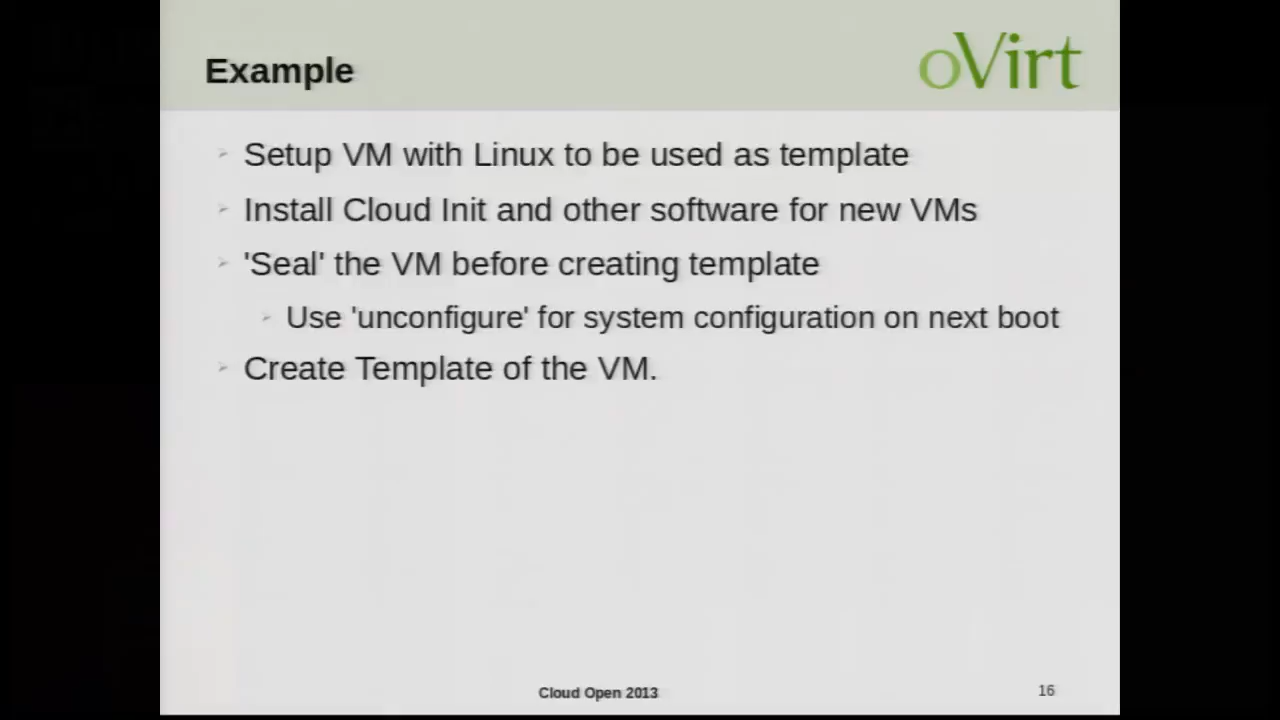 Example
oVirt
Setup VM with Linux to be used as template
Install Cloud Init and other software for new VMs
'Seal' the VM before creating template
Use 'unconfigure' for system configuration on next boot
Create Template of the VM.
Cloud Open 2013
16